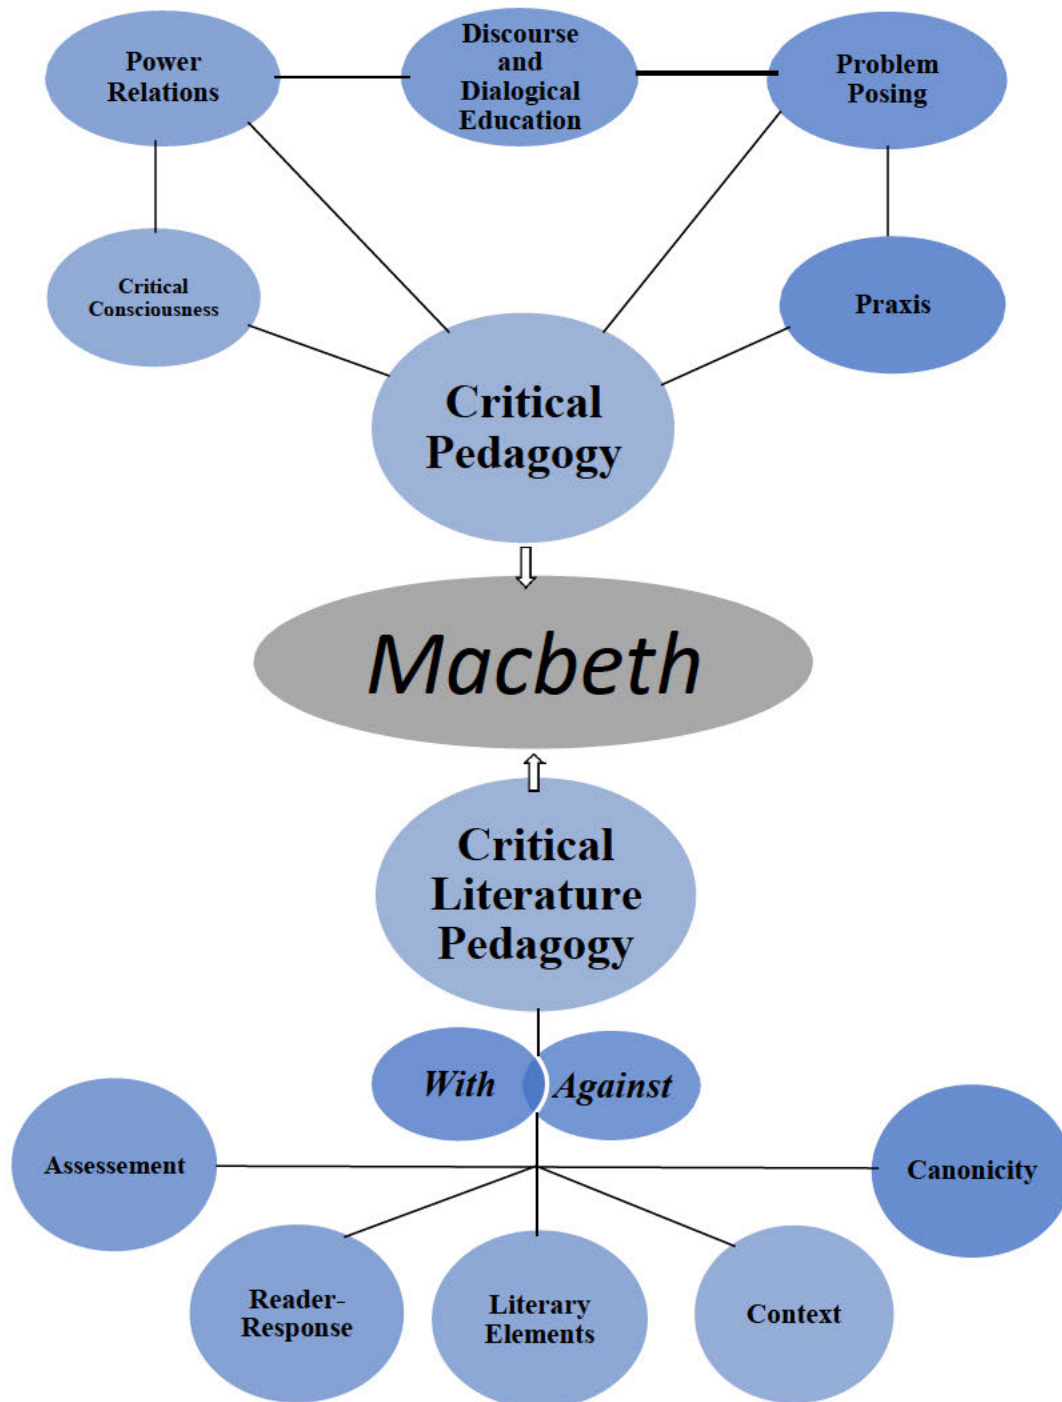 Power
Relations
Discourse
and
Dialogical
Education
Problem
Posing
Critical
Consciousness
Praxis
Critical
Pedagogy
Macbeth
Critical
Literature
Pedagogy
With
Against
Assessement
Canonicity
Reader-
Response
Literary
Elements
Context